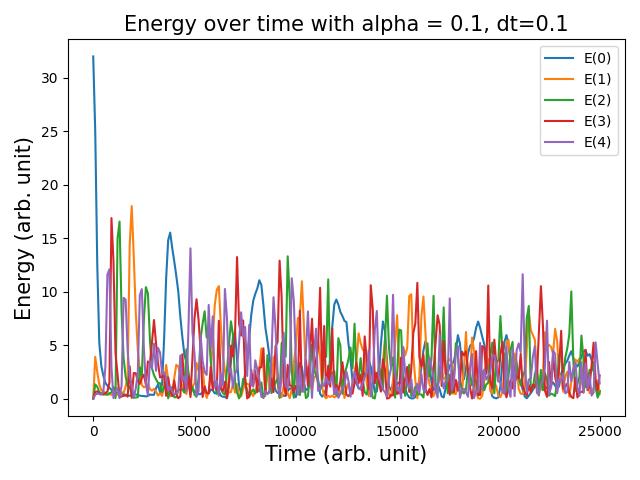 Energy over time with alpha = 0.1, dt=0.1
E(0)
E(1)
E(2)
E(3)
E(4)
30
25
20
15
10
5
0
Energy (arb. unit)
0 5000 10000 15000 20000 25000
Time (arb. unit)